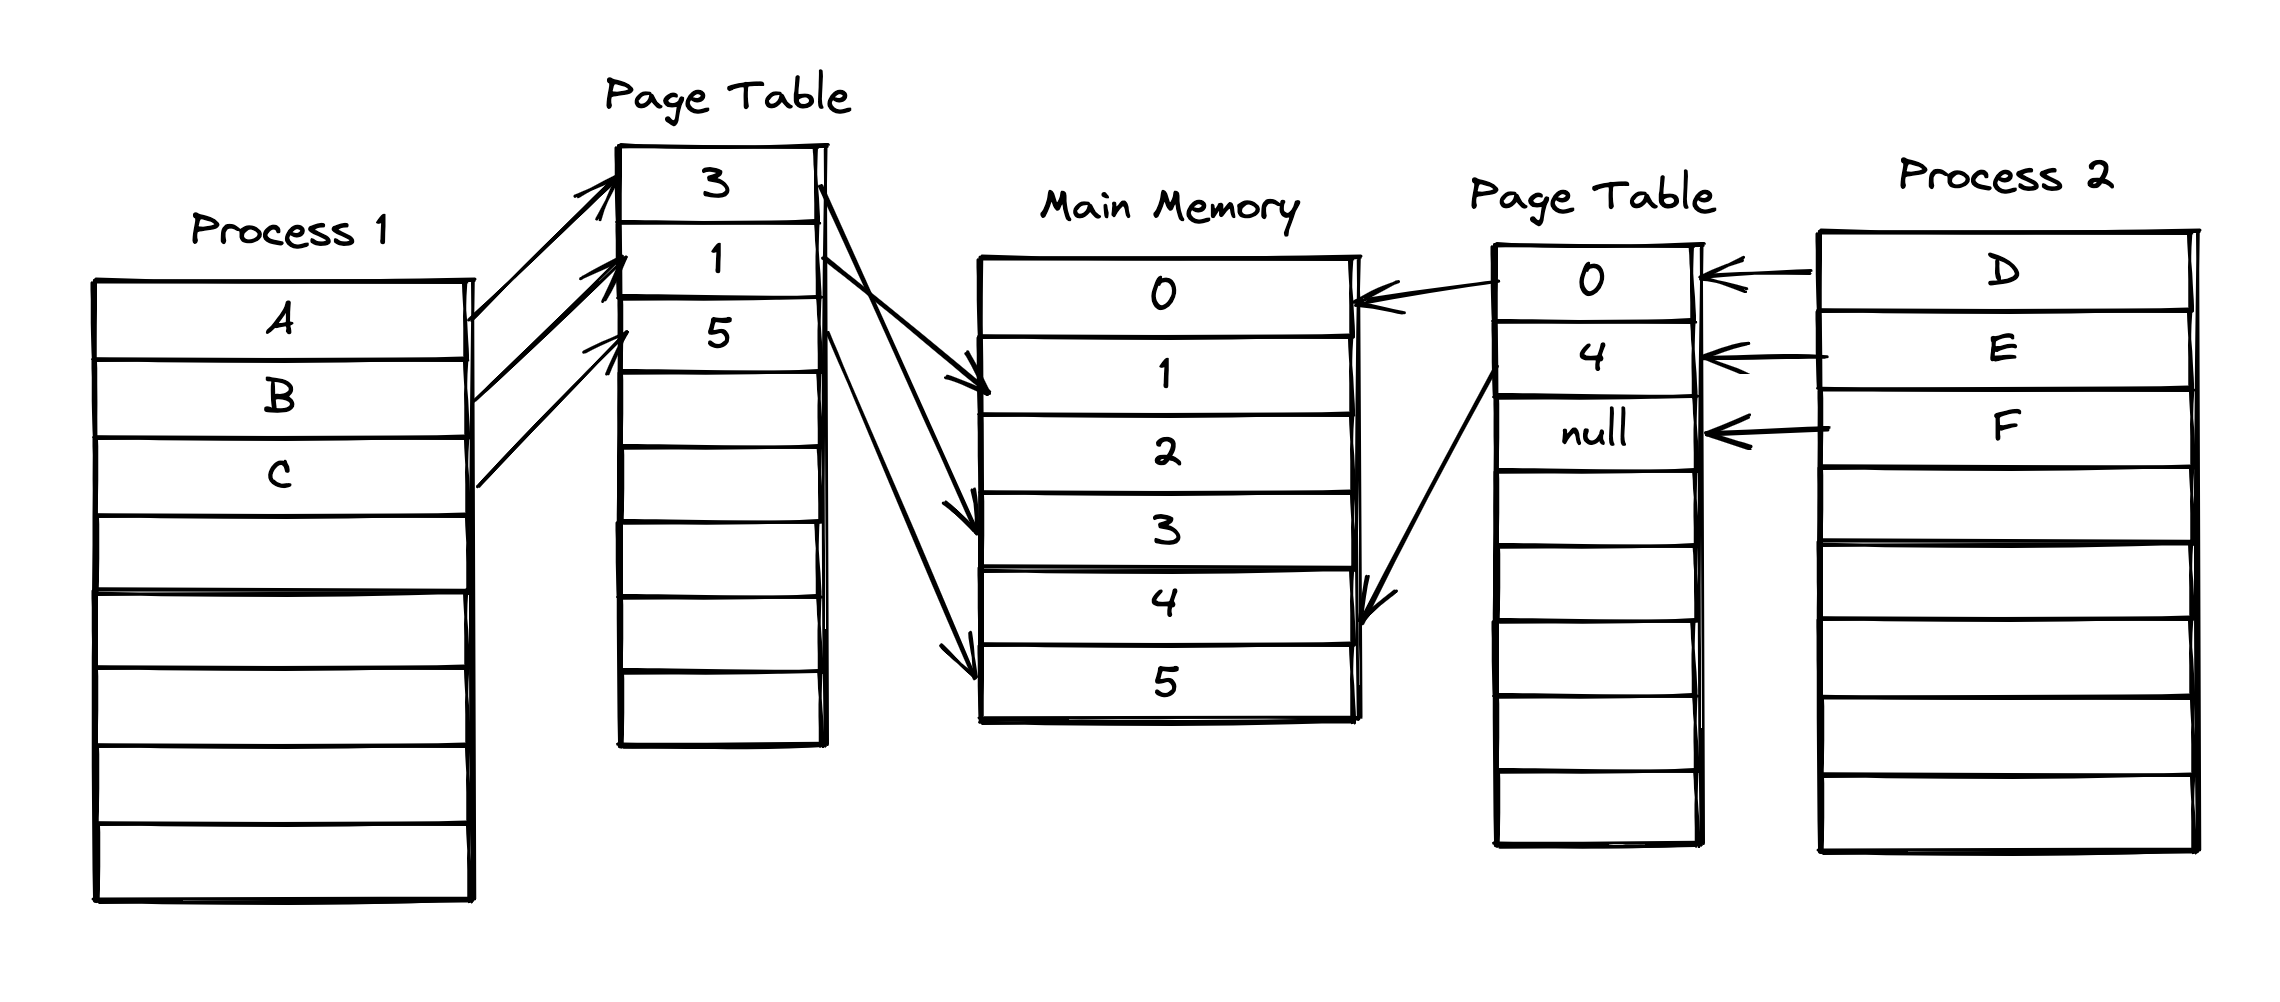 Process 1
A
B
C
Page Table
3
1
5
Main Memory
0
1
2
3
4
5
Page Table
0
4
null
Process 2
D
E
F